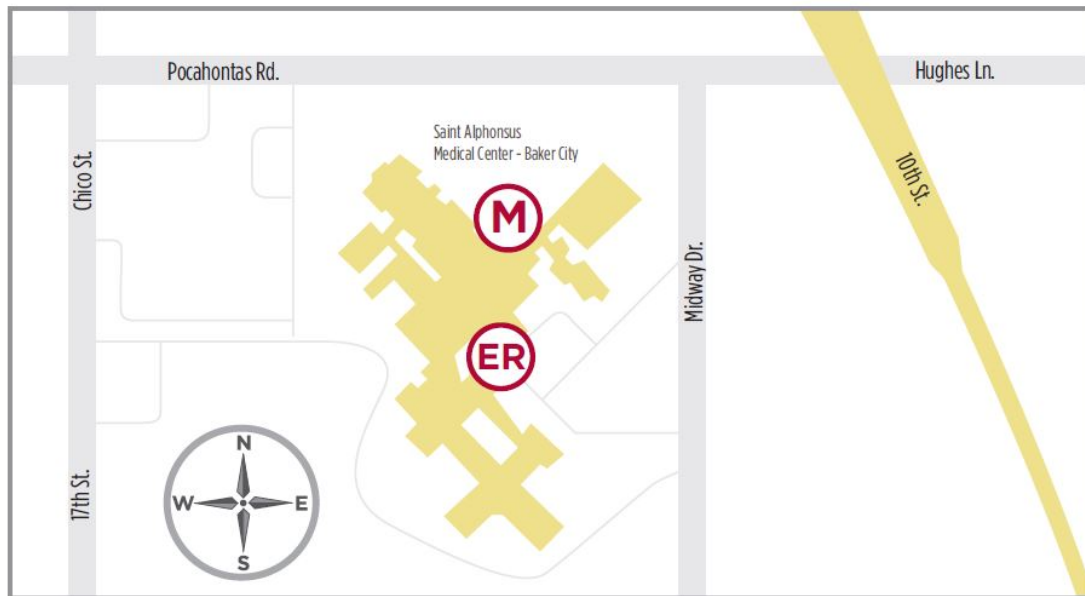 Pocahontas Rd.
Hughes Ln.
Saint Alphonsus
Medical Center - Baker City
Chico St.
10th St.
M
Midway Dr.
ER
17th St.
N
W
E
S